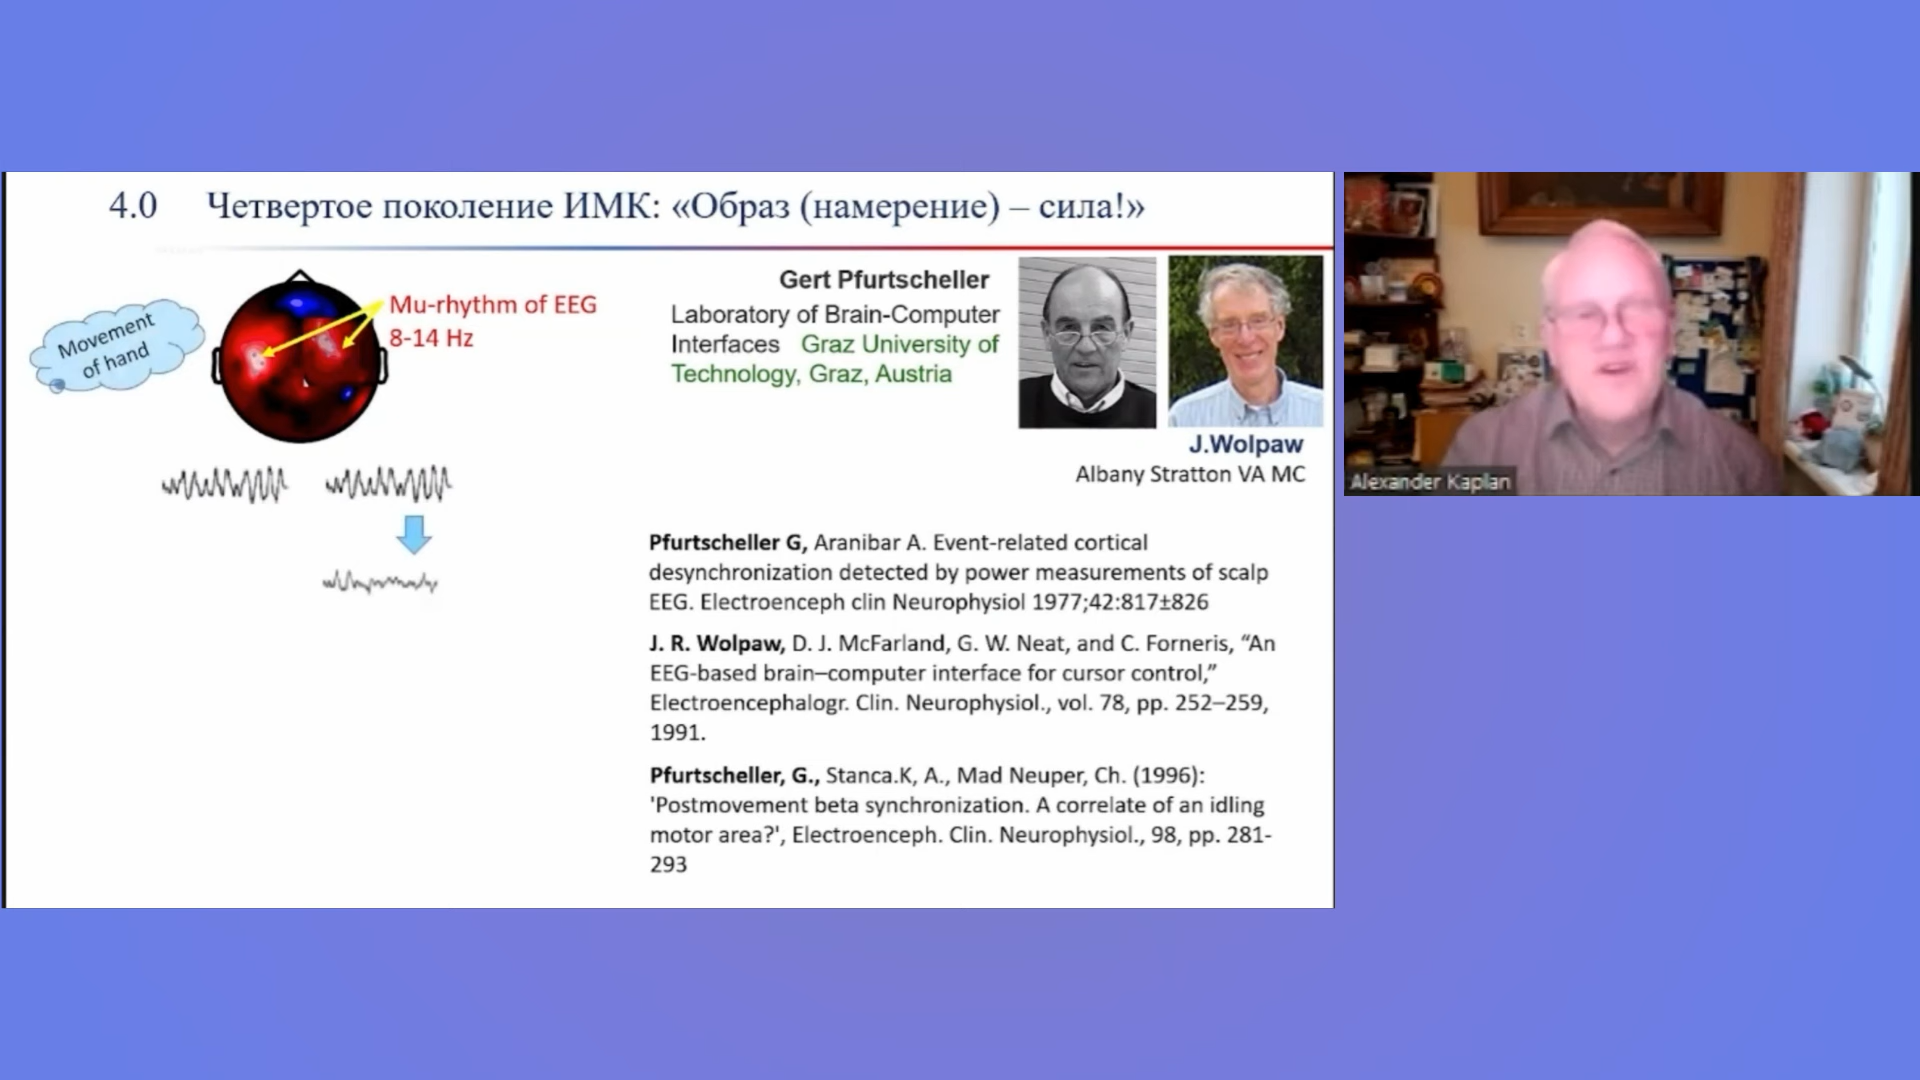 4.0 Четвертое поколение ИМК: «Образ (намерение) – сила!»
Movement
of hand
Mu-rhythm of EEG
8-14 Hz
Gert Pfurtscheller
Laboratory of Brain-Computer
Interfaces Graz University of
Technology, Graz, Austria
J.Wolpaw
Albany Stratton VA MC
Pfurtscheller G, Aranibar A. Event-related cortical
desynchronization detected by power measurements of scalp
EEG. Electroenceph clin Neurophysiol 1977;42:817±826
J. R. Wolpaw, D. J. McFarland, G. W. Neat, and C. Forneris, “An
EEG-based brain–computer interface for cursor control,”
Electroencephalogr. Clin. Neurophysiol., vol. 78, pp. 252–259,
1991.
Pfurtscheller, G., Stanca.K, A., Mad Neuper, Ch. (1996):
'Postmovement beta synchronization. A correlate of an idling
motor area?', Electroenceph. Clin. Neurophysiol., 98, pp. 281-
293
Alexander Kaplan